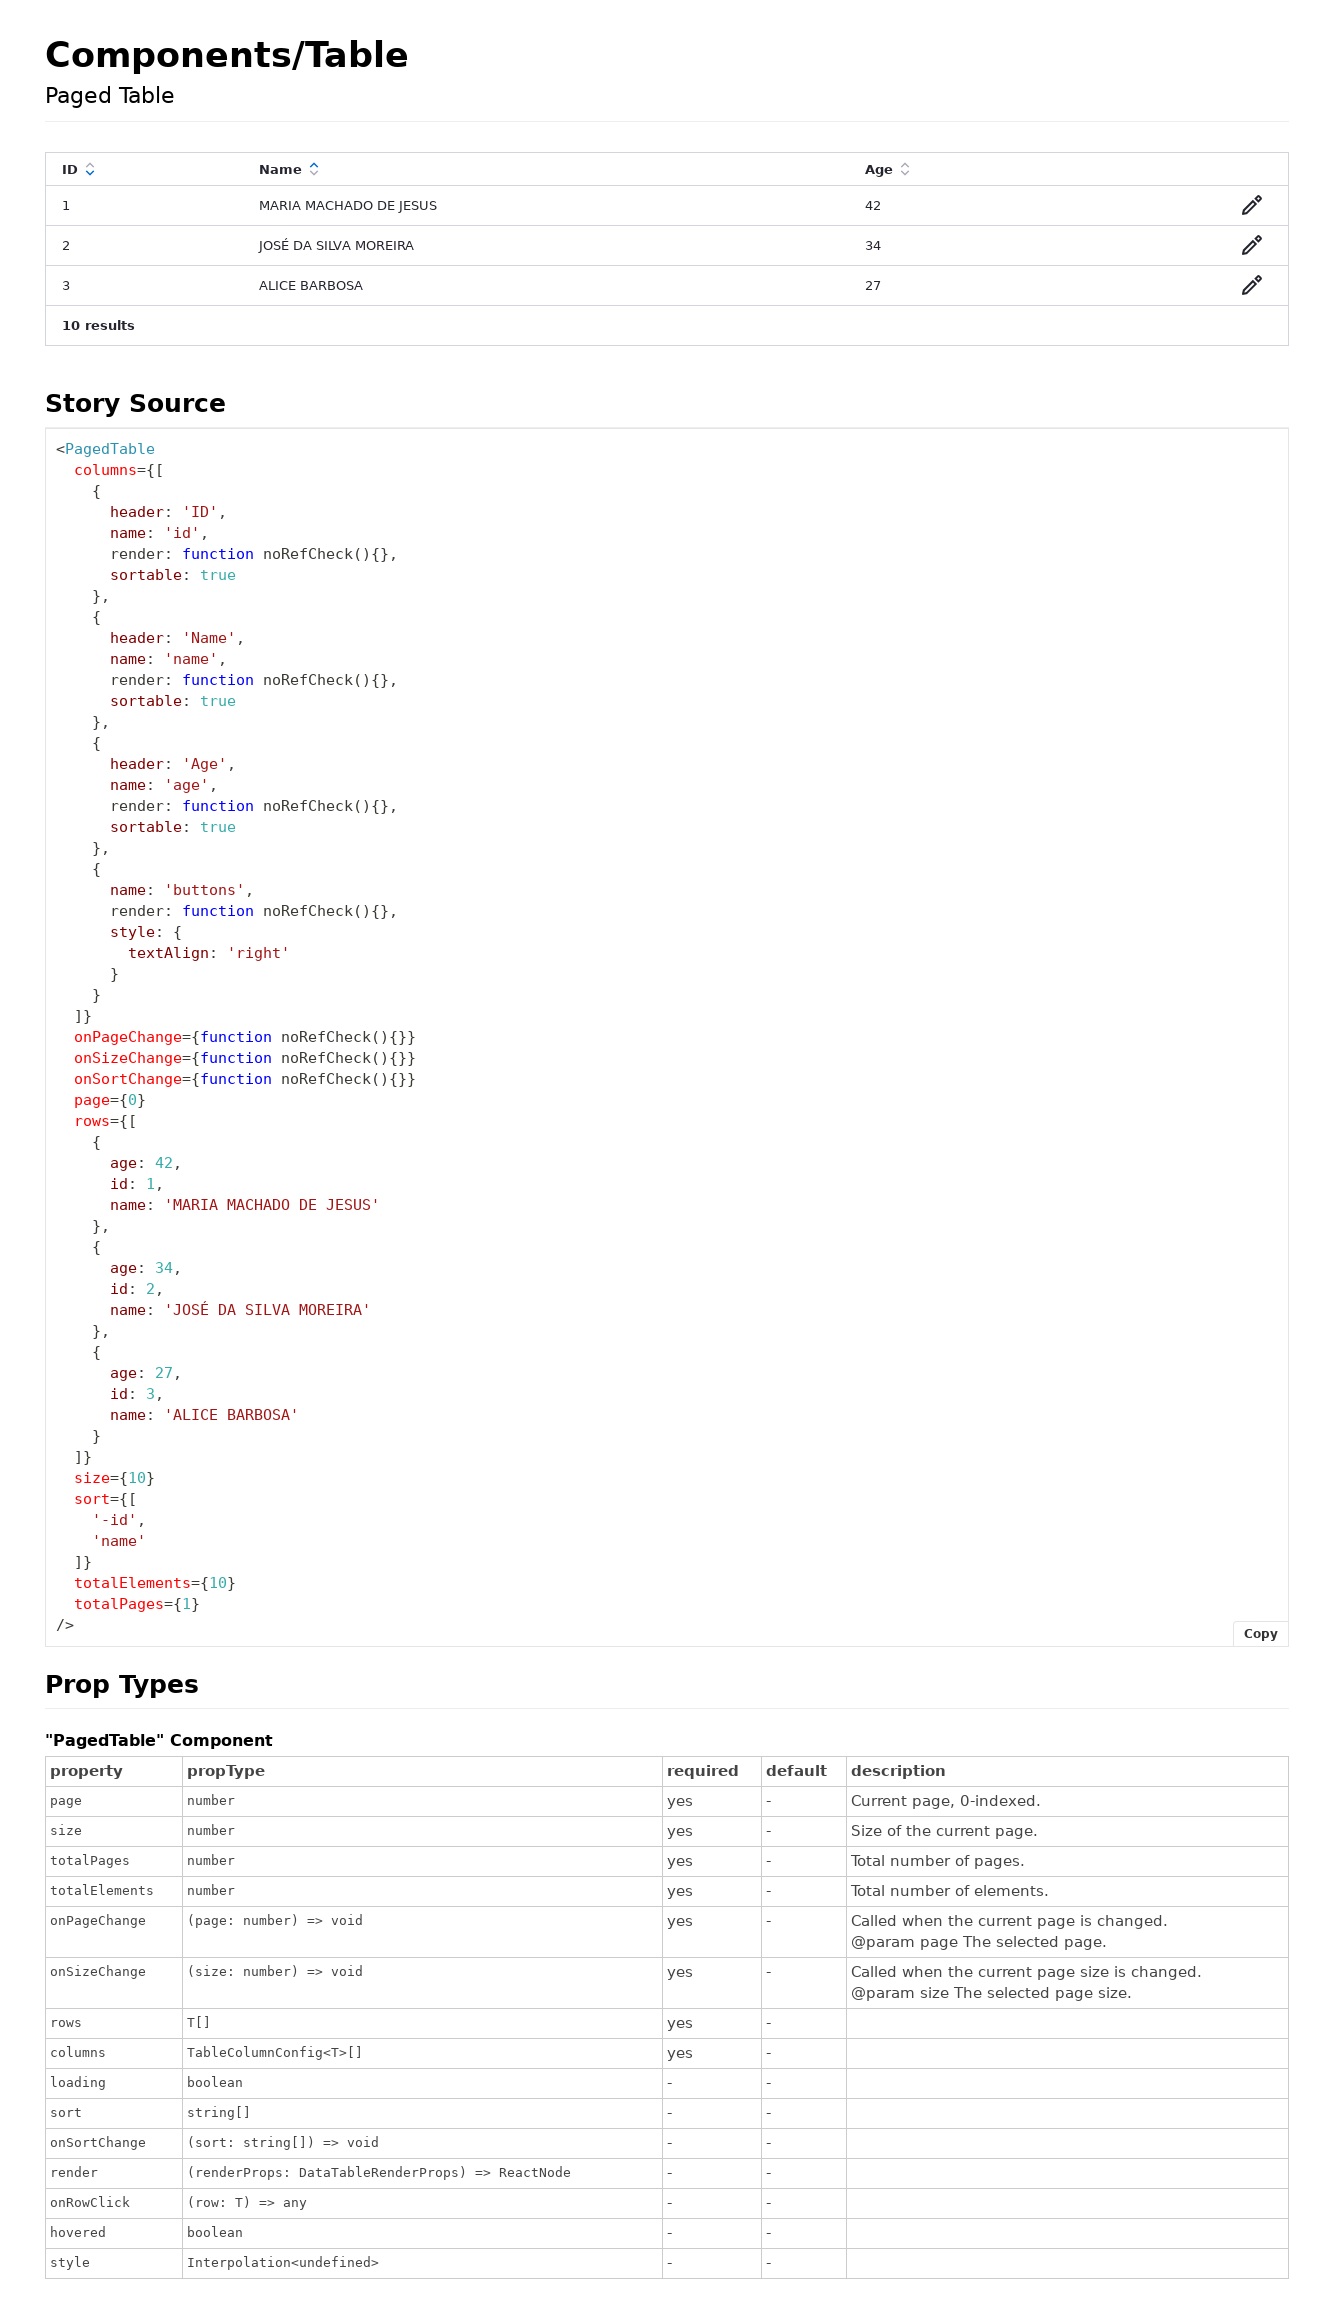 Components/Table
Paged Table
ID Name Age
1 MARIA MACHADO DE JESUS 42
2 JOSÉ DA SILVA MOREIRA 34
3 ALICE BARBOSA 27
10 results
Story Source
<PagedTable
  columns={[
    {
      header: 'ID',
      name: 'id',
      render: function noRefCheck(){},
      sortable: true
    },
    {
      header: 'Name',
      name: 'name',
      render: function noRefCheck(){},
      sortable: true
    },
    {
      header: 'Age',
      name: 'age',
      render: function noRefCheck(){},
      sortable: true
    },
    {
      name: 'buttons',
      render: function noRefCheck(){},
      style: {
        textAlign: 'right'
      }
    }
  ]}
  onPageChange={function noRefCheck(){}}
  onSizeChange={function noRefCheck(){}}
  onSortChange={function noRefCheck(){}}
  page={0}
  rows={[
    {
      age: 42,
      id: 1,
      name: 'MARIA MACHADO DE JESUS'
    },
    {
      age: 34,
      id: 2,
      name: 'JOSÉ DA SILVA MOREIRA'
    },
    {
      age: 27,
      id: 3,
      name: 'ALICE BARBOSA'
    }
  ]}
  size={10}
  sort={[
    '-id',
    'name'
  ]}
  totalElements={10}
  totalPages={1}
/>
Copy
Prop Types
"PagedTable" Component
property propType required default description
page number yes - Current page, 0-indexed.
size number yes - Size of the current page.
totalPages number yes - Total number of pages.
totalElements number yes - Total number of elements.
onPageChange (page: number) => void yes - Called when the current page is changed.
@param page The selected page.
onSizeChange (size: number) => void yes - Called when the current page size is changed.
@param size The selected page size.
rows T[] yes -
columns TableColumnConfig<T>[] yes -
loading boolean - -
sort string[] - -
onSortChange (sort: string[]) => void - -
render (renderProps: DataTableRenderProps) => ReactNode - -
onRowClick (row: T) => any - -
hovered boolean - -
style Interpolation<undefined> - -